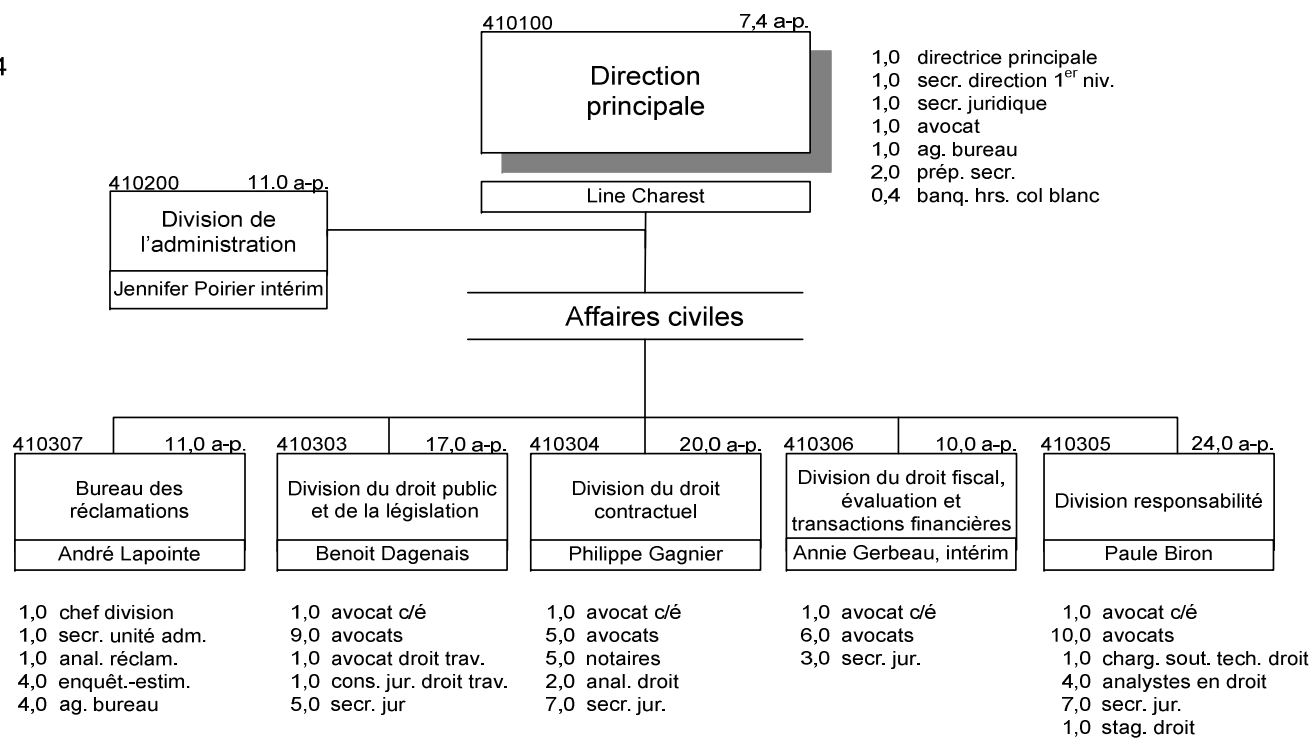 4
410100 7,4 a-p.
Direction
principale
Line Charest
1,0 directrice principale
1,0 secr. direction 1er niv.
1,0 secr. juridique
1,0 avocat
1,0 ag. bureau
2,0 prép. secr.
0,4 banq. hrs. col blanc
410200 11.0 a-p.
Division de
l'administration
Jennifer Poirier intérim
Affaires civiles
410307 11,0 a-p.
Bureau des
réclamations
André Lapointe
1,0 chef division
1,0 secr. unité adm.
1,0 anal. réclam.
4,0 enquêt.-estim.
4,0 ag. bureau
410303 17,0 a-p.
Division du droit public
et de la législation
Benoit Dagenais
1,0 avocat c/é
9,0 avocats
1,0 avocat droit trav.
1,0 cons. jur. droit trav.
5,0 secr. jur
410304 20,0 a-p.
Division du droit
contractuel
Philippe Gagnier
1,0 avocat c/é
5,0 avocats
5,0 notaires
2,0 anal. droit
7,0 secr. jur.
410306 10,0 a-p.
Division du droit fiscal,
évaluation et
transactions financières
Annie Gerbeau, intérim
1,0 avocat c/é
6,0 avocats
3,0 secr. jur.
410305 24,0 a-p.
Division responsabilité
Paule Biron
1,0 avocat c/é
10,0 avocats
1,0 charg. sout. tech. droit
4,0 analystes en droit
7,0 secr. jur.
1,0 stag. droit